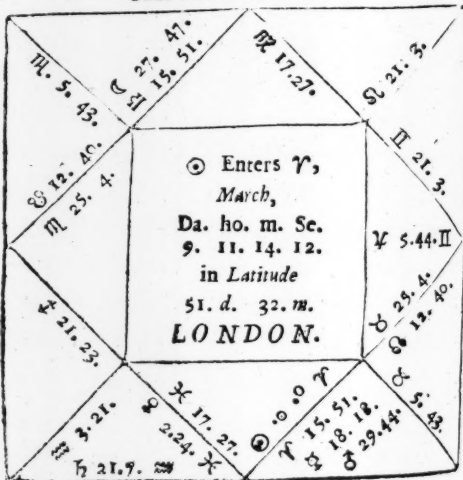 ♏. 5. 43.
☽ 27. 47.
♎ 15. 51.
♍ 17.27.
♌ 21. 3.
♊ 21. 3.
☋ 12. 40.
♏ 25. 4.
☉ Enters ♈,
March,
Da. ho. m. Se.
9. 11. 14. 12.
in Latitude
51. d. 32. m.
LONDON.
♃ 5.44.♊
♉ 25. 4.
☊ 12. 40.
♐ 21. 23.
♒ 3. 21.
♄ 21. 9. ♒
♓ 17. 27.
♀ 2.24. ♓
☉ 0. 0. ♈
♈ 15. 51.
☿ 18. 18.
♂ 29.44.
♉ 5. 43.